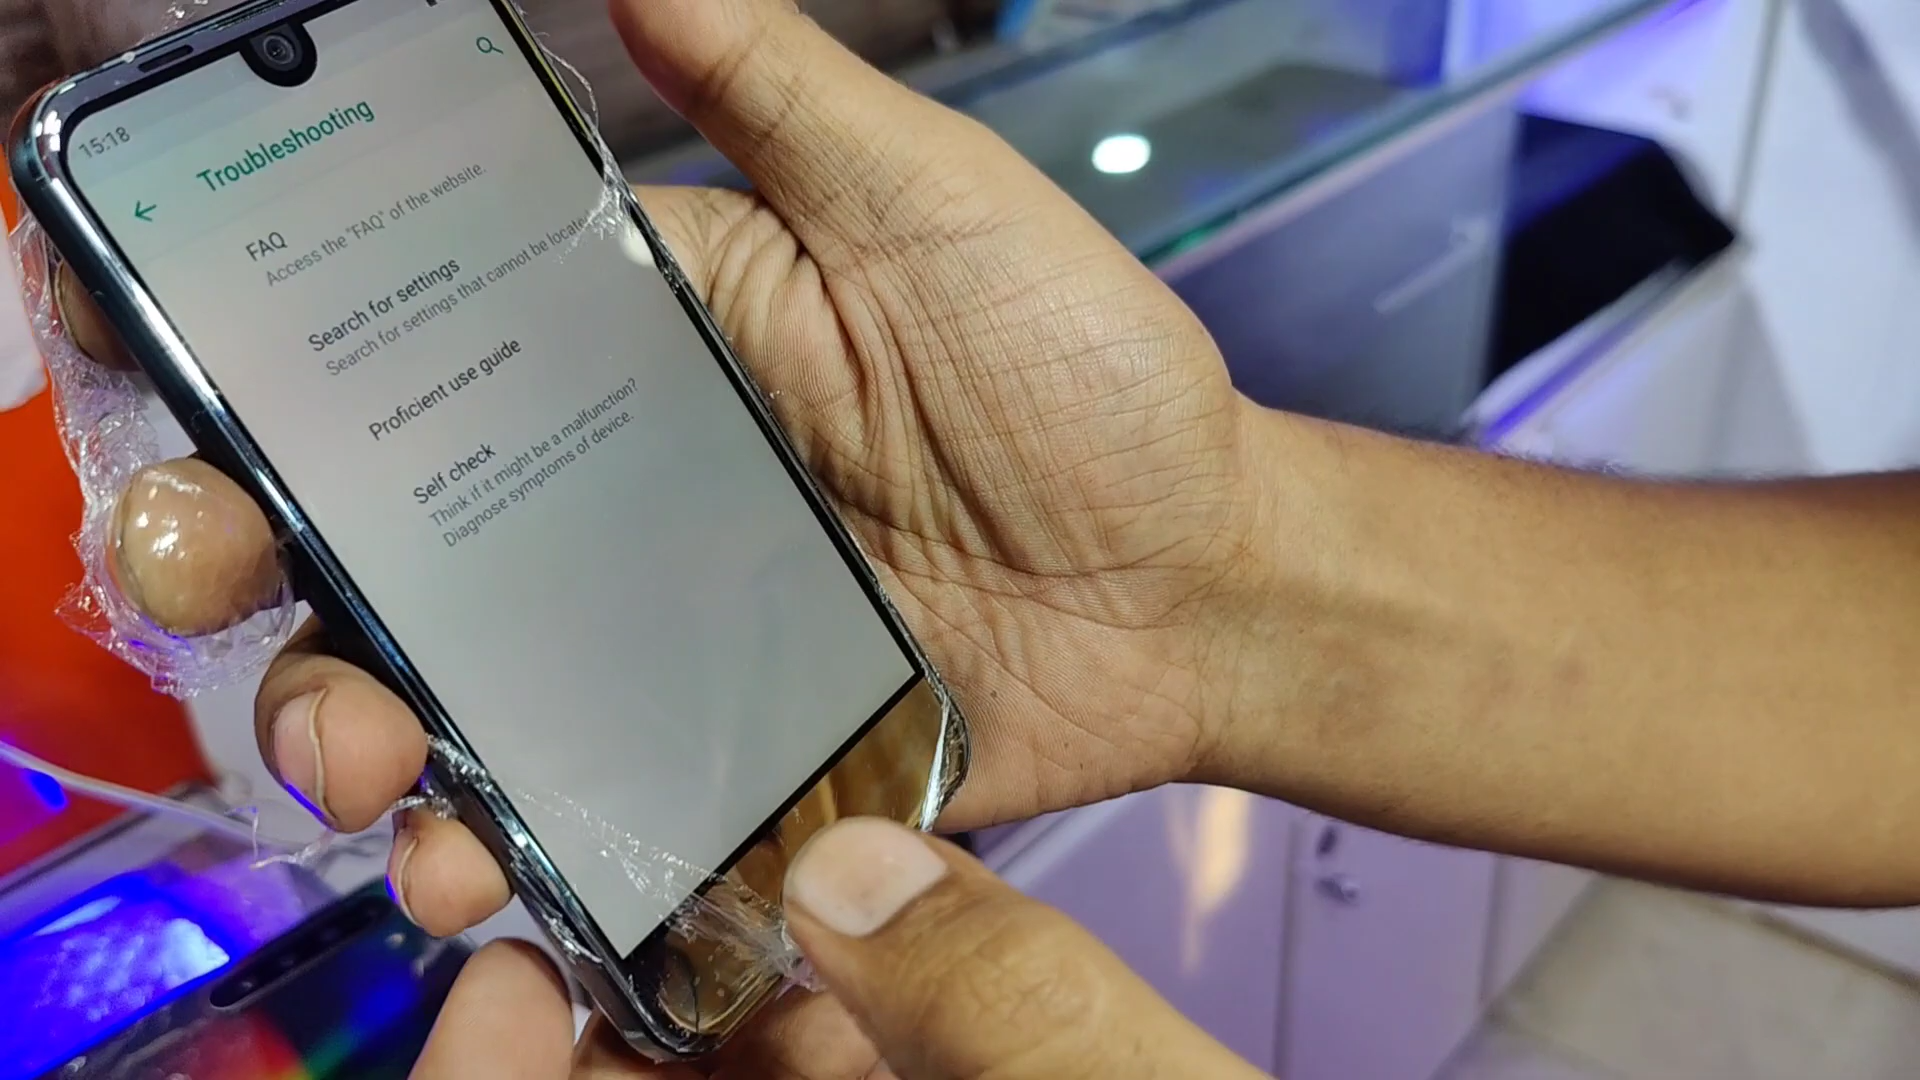 15:18
Troubleshooting
FAQ
Access the "FAQ" of the website.
Search for settings
Search for settings that cannot be
Proficient use guide
Self check
Think if it might be a malfunction?
Diagnose symptoms of device.